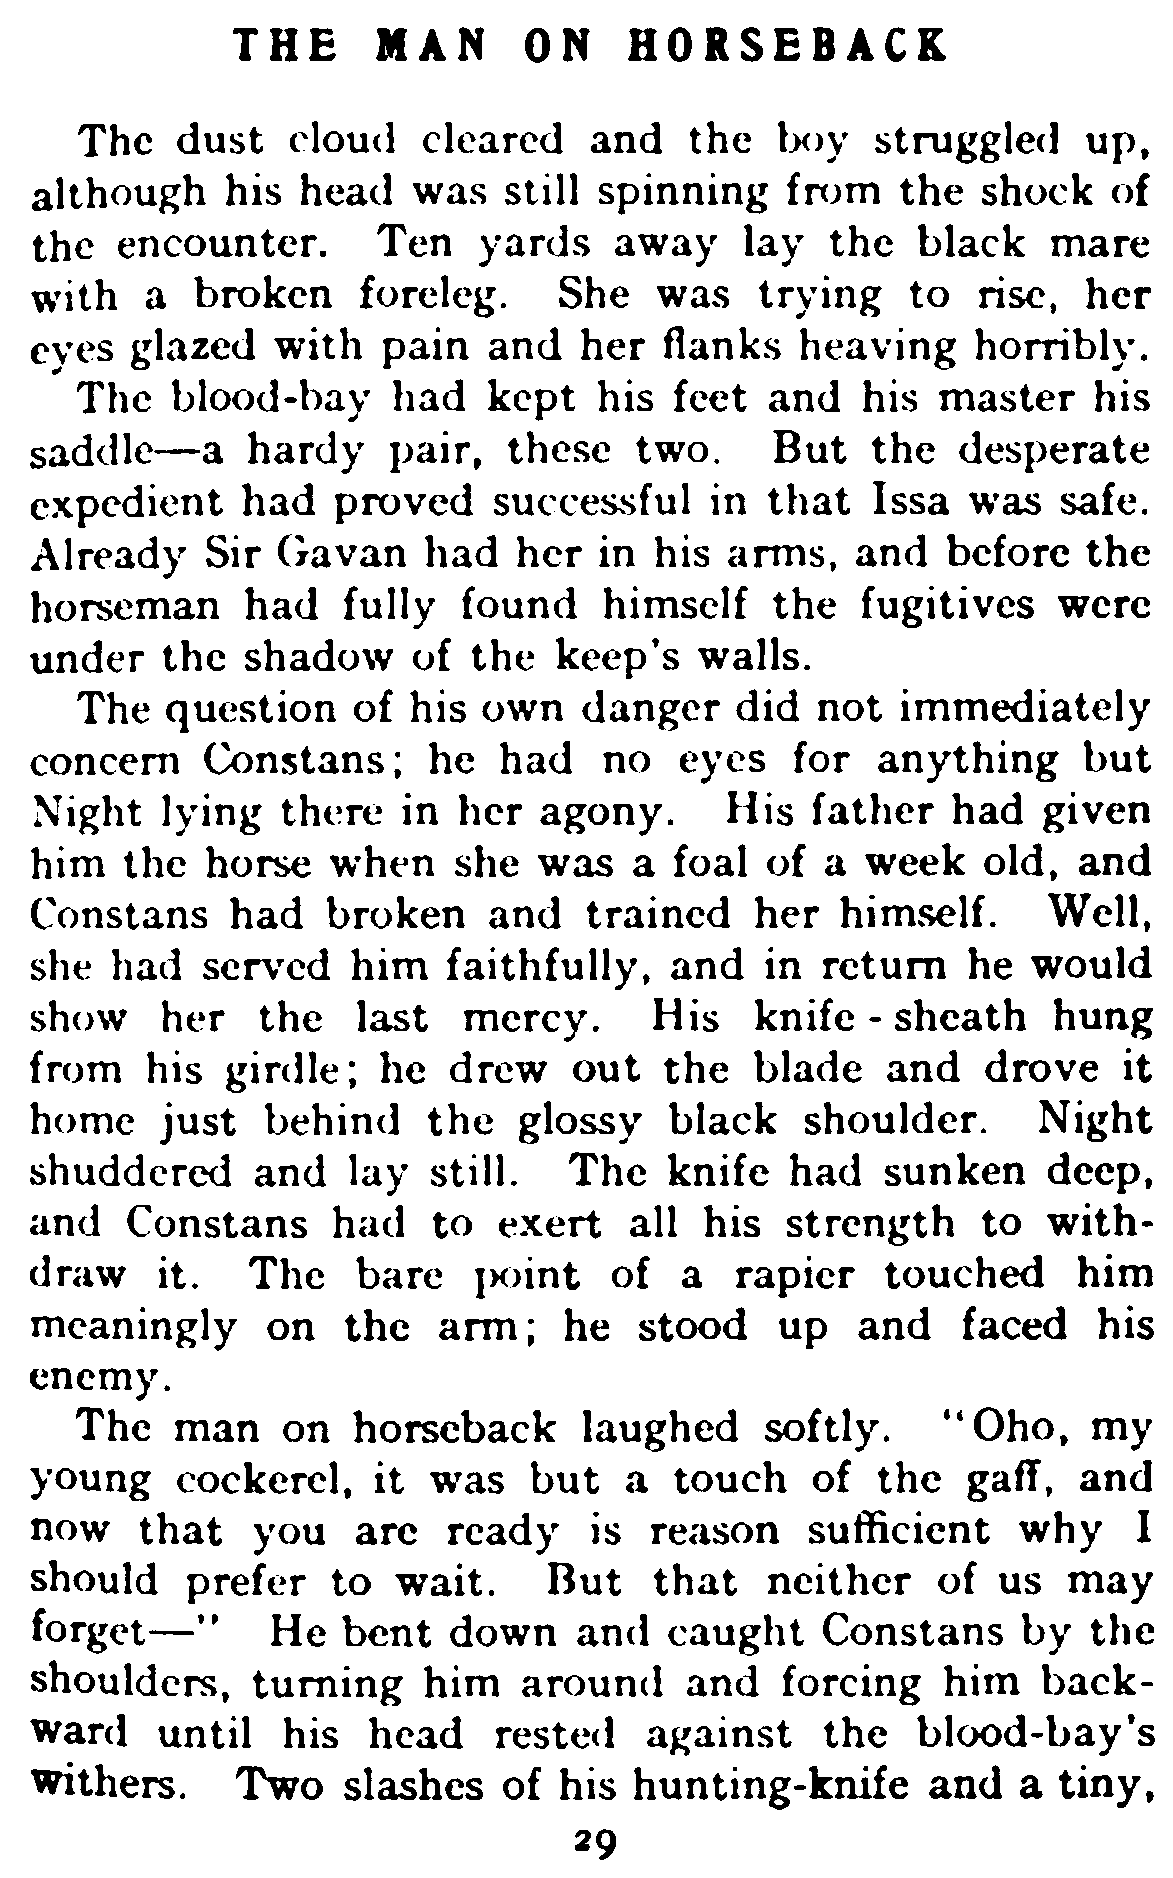 THE MAN ON HORSEBACK
The dust cloud cleared and the boy struggled up,
although his head was still spinning from the shock of
the encounter. Ten yards away lay the black mare
with a broken foreleg. She was trying to rise, her
eyes glazed with pain and her flanks heaving horribly.
The blood-bay had kept his feet and his master his
saddle—a hardy pair, these two. But the desperate
expedient had proved successful in that Issa was safe.
Already Sir Gavan had her in his arms, and before the
horseman had fully found himself the fugitives were
under the shadow of the keep's walls.
The question of his own danger did not immediately
concern Constans; he had no eyes for anything but
Night lying there in her agony. His father had given
him the horse when she was a foal of a week old, and
Constans had broken and trained her himself. Well,
she had served him faithfully, and in return he would
show her the last mercy. His knife-sheath hung
from his girdle; he drew out the blade and drove it
home just behind the glossy black shoulder. Night
shuddered and lay still. The knife had sunken deep,
and Constans had to exert all his strength to with-
draw it. The bare point of a rapier touched him
meaningly on the arm; he stood up and faced his
enemy.
The man on horseback laughed softly. "Oho, my
young cockerel, it was but a touch of the gaff, and
now that you are ready is reason sufficient why I
should prefer to wait. But that neither of us may
forget—" He bent down and caught Constans by the
shoulders, turning him around and forcing him back-
ward until his head rested against the blood-bay's
withers. Two slashes of his hunting-knife and a tiny,
29